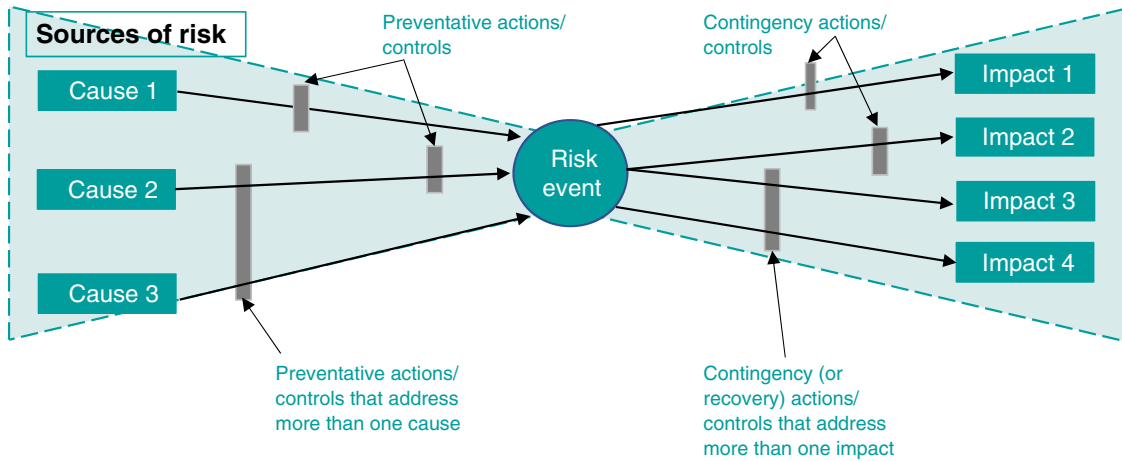 Sources of risk
Preventative actions/
controls
Contingency actions/
controls
Cause 1
Cause 2
Cause 3
Risk
event
Impact 1
Impact 2
Impact 3
Impact 4
Preventative actions/
controls that address
more than one cause
Contingency (or
recovery) actions/
controls that address
more than one impact